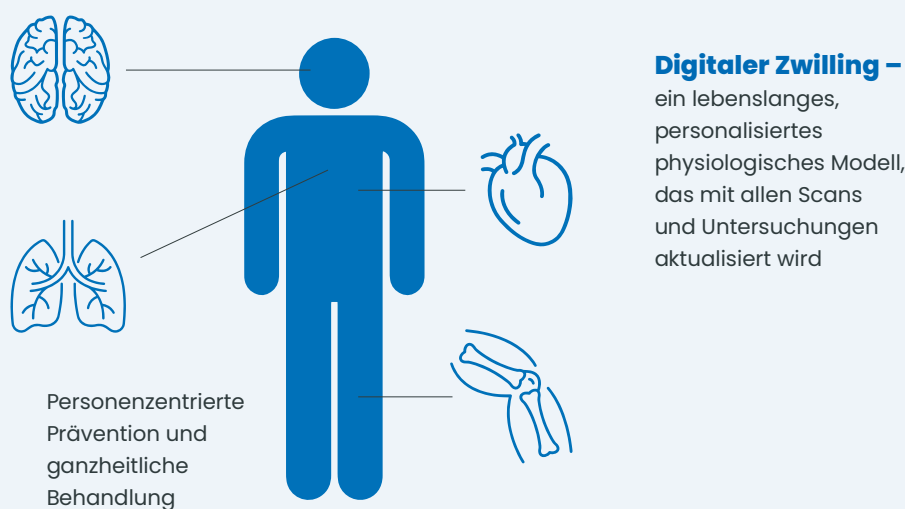 Digitaler Zwilling –
ein lebenslanges,
personalisiertes
physiologisches Modell,
das mit allen Scans
und Untersuchungen
aktualisiert wird
Personenzentrierte
Prävention und
ganzheitliche
Behandlung